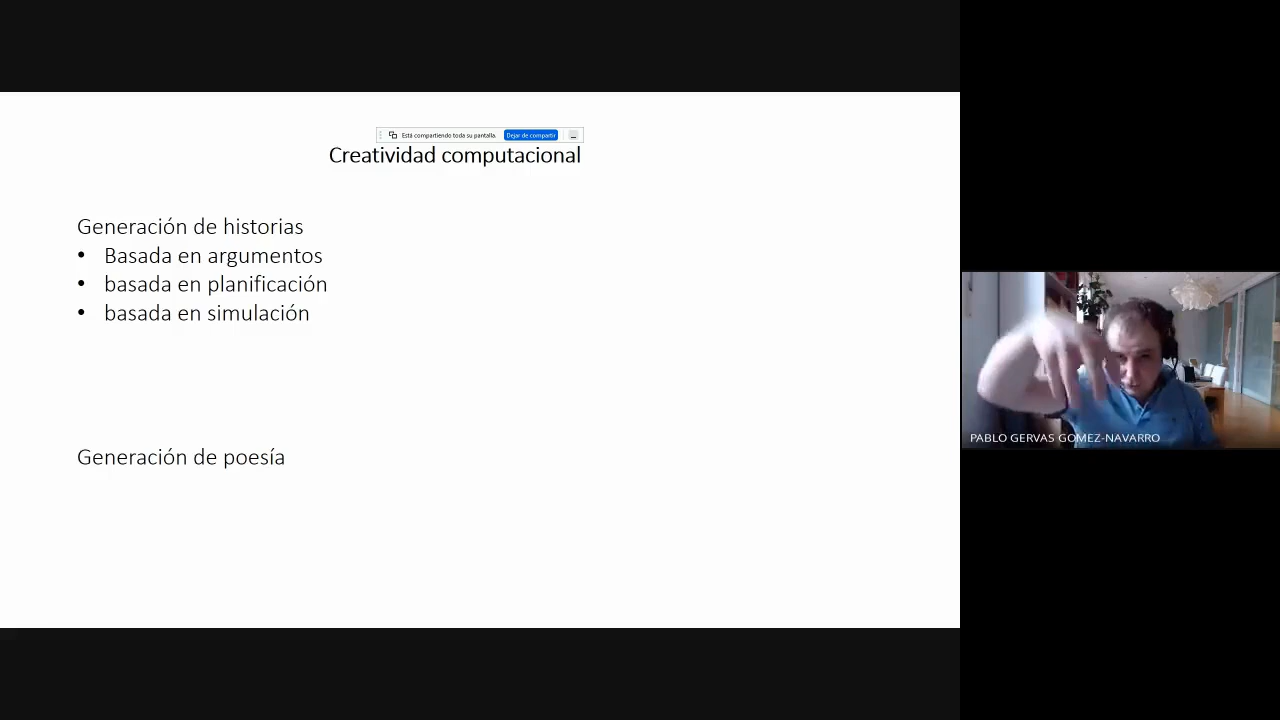 Está compartiendo toda su pantalla. Dejar de compartir
Creatividad computacional
Generación de historias
• Basada en argumentos
• basada en planificación
• basada en simulación
Generación de poesía
PABLO GERVAS GOMEZ-NAVARRO